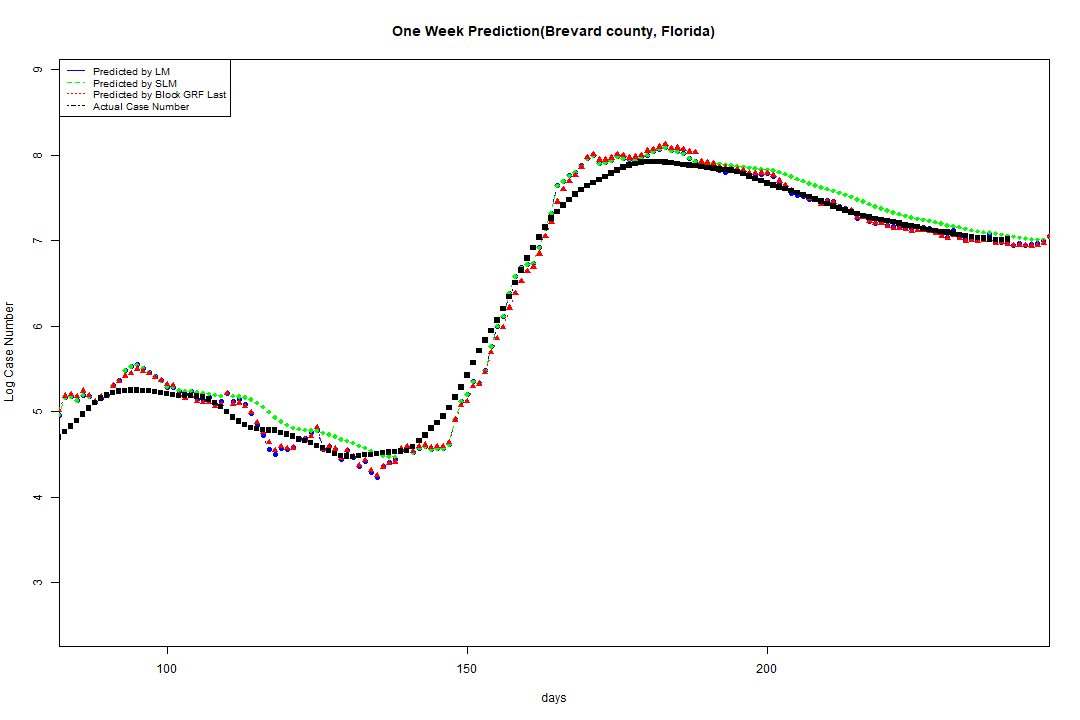 One Week Prediction(Brevard county, Florida)
Predicted by LM
Predicted by SLM
Predicted by Block GRF Last
Actual Case Number
Log Case Number
9
8
7
6
5
4
3
100 150 200
days